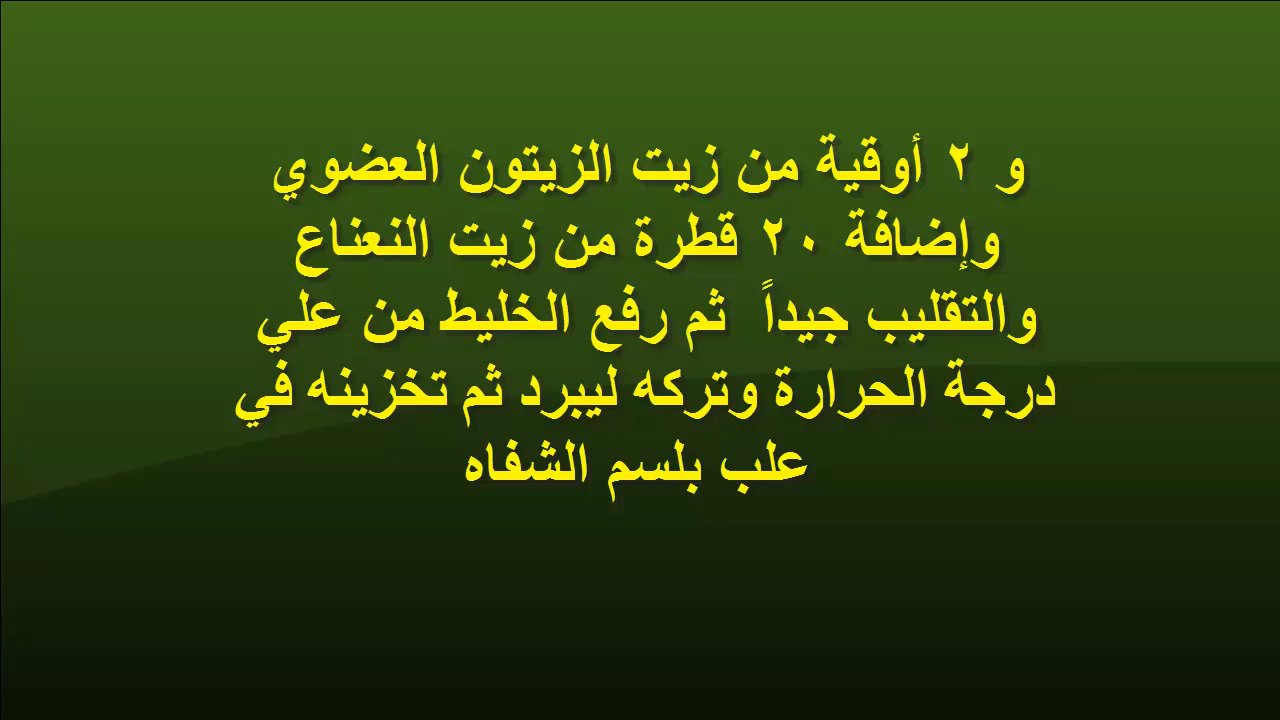 و ٢ أوقية من زيت الزيتون العضوي
وإضافة ٢٠ قطرة من زيت النعناع
والتقليب جيداً ثم رفع الخليط من علي
درجة الحرارة وتركه ليبرد ثم تخزينه في
علب بلسم الشفاه